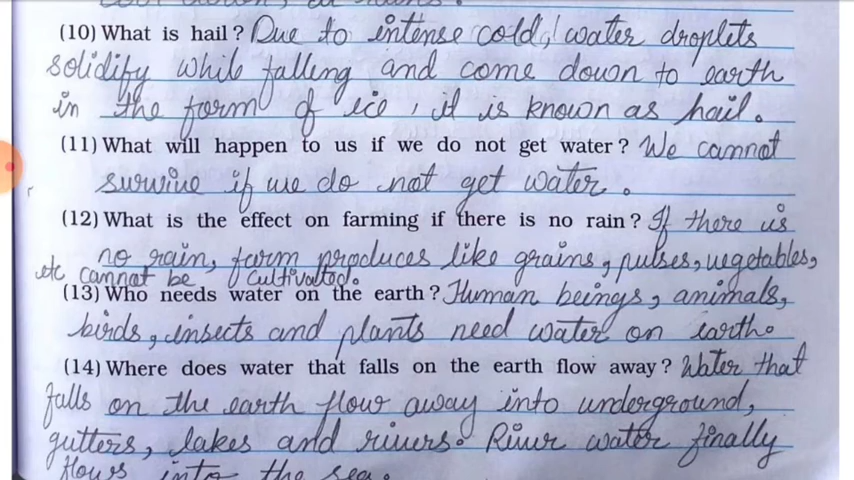 (10) What is hail? Due to intense cold, water droplets
solidify while falling and come down to earth
in the form of ice, it is known as hail.
(11) What will happen to us if we do not get water? We cannot
survive if we do not get water.
(12) What is the effect on farming if there is no rain? If there is
no rain, farm produces like grains, pulses, vegetables,
etc cannot be cultivated.
(13) Who needs water on the earth? Human beings, animals,
birds, insects and plants need water on earth.
(14) Where does water that falls on the earth flow away? Water that
falls on the earth flow away into underground,
gutters, lakes and rivers. River water finally
flows into the sea.